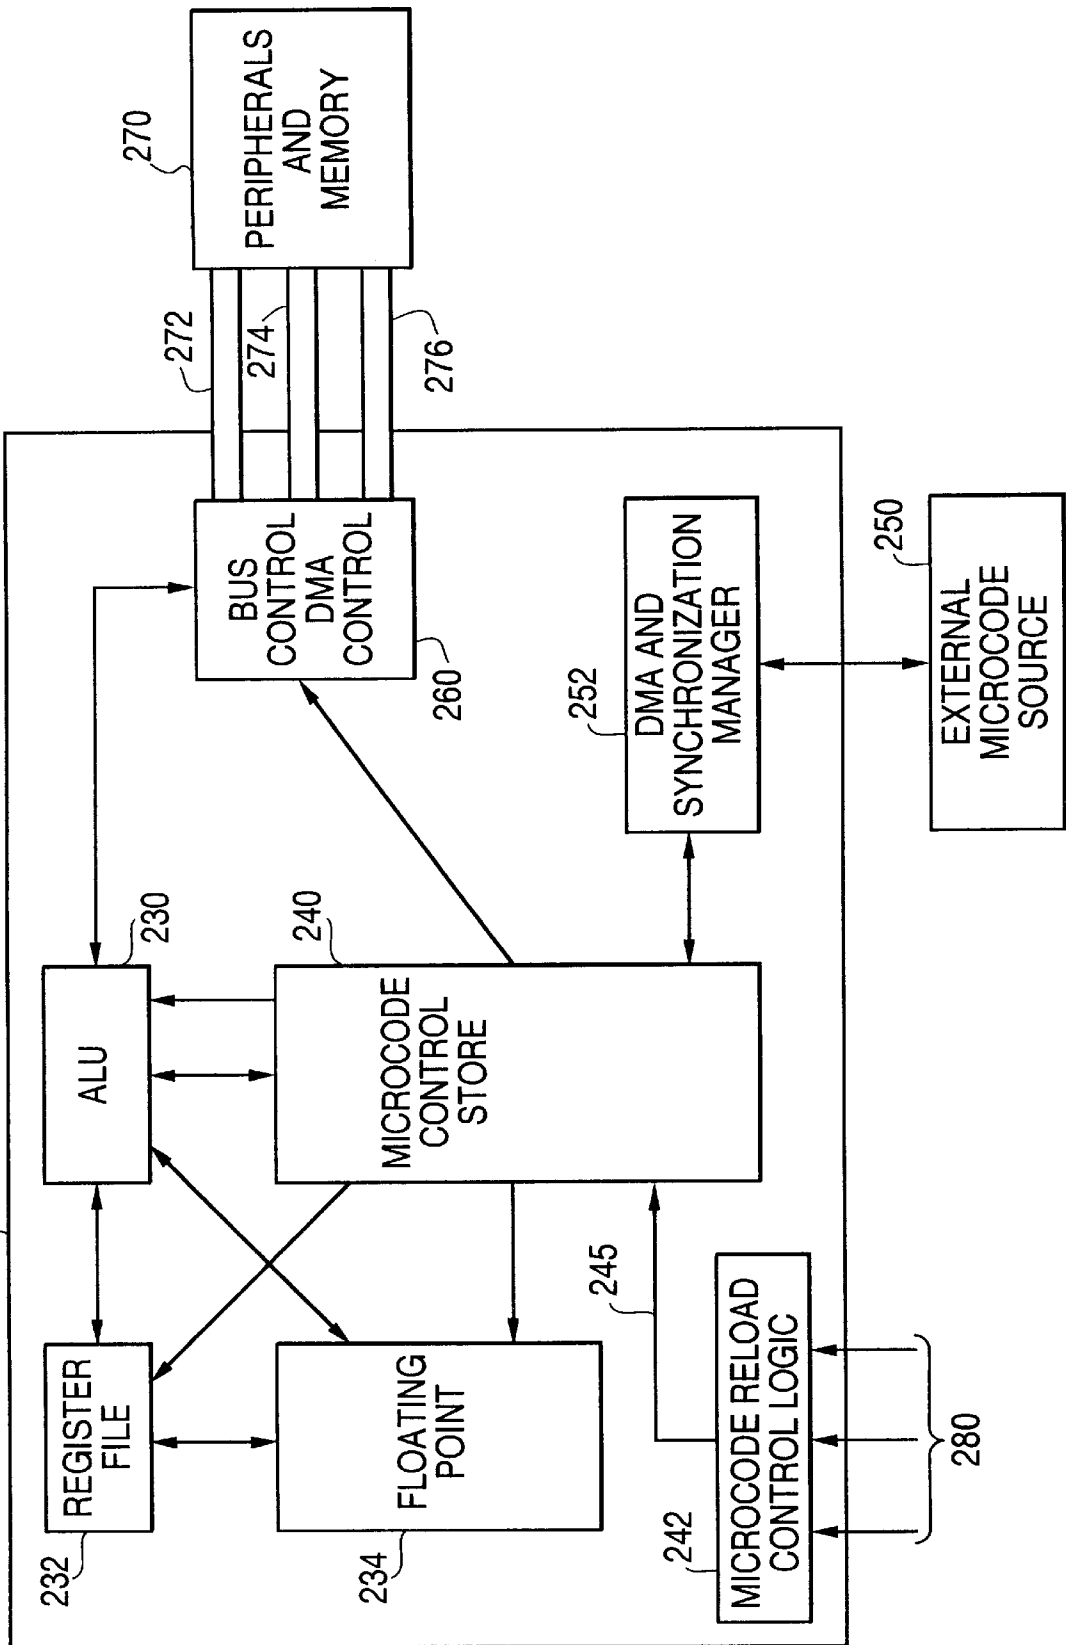 232
REGISTER
FILE
ALU
230
272
270
PERIPHERALS
AND
MEMORY
274
276
BUS
CONTROL
DMA
CONTROL
260
234
FLOATING
POINT
MICROCODE
CONTROL
STORE
240
245
242
MICROCODE RELOAD
CONTROL LOGIC
280
252
DMA AND
SYNCHRONIZATION
MANAGER
250
EXTERNAL
MICROCODE
SOURCE